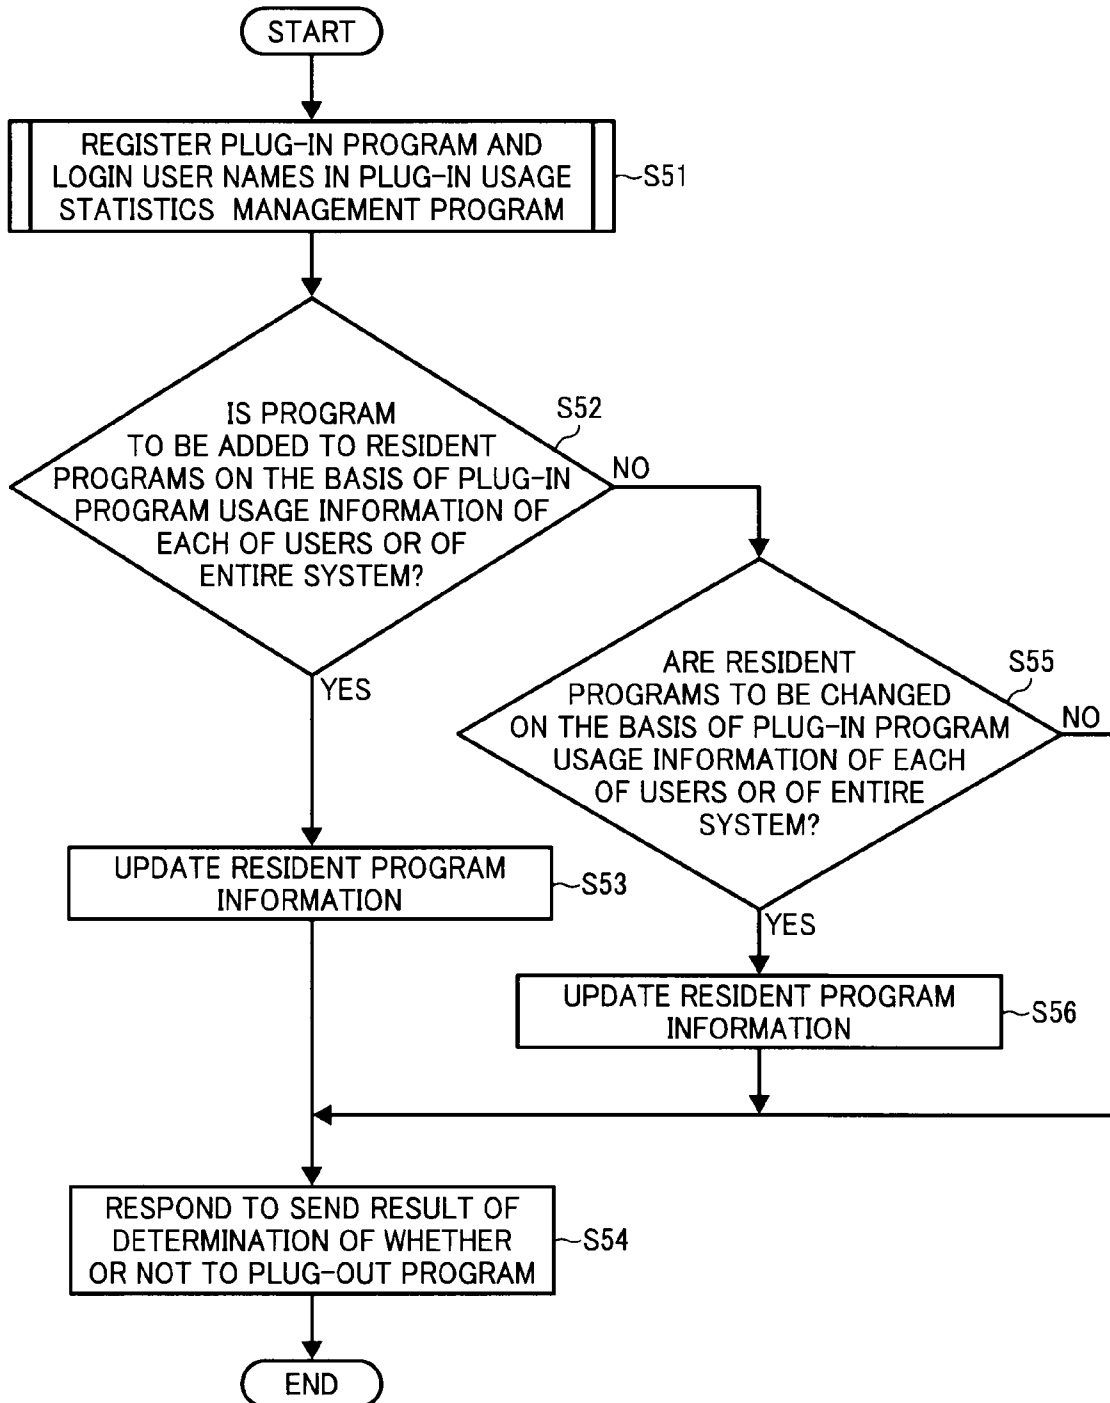 START
REGISTER PLUG-IN PROGRAM AND
LOGIN USER NAMES IN PLUG-IN USAGE
STATISTICS MANAGEMENT PROGRAM
S51
IS PROGRAM
TO BE ADDED TO RESIDENT
PROGRAMS ON THE BASIS OF PLUG-IN
PROGRAM USAGE INFORMATION OF
EACH OF USERS OR OF
ENTIRE SYSTEM?
S52
NO
YES
ARE RESIDENT
PROGRAMS TO BE CHANGED
ON THE BASIS OF PLUG-IN PROGRAM
USAGE INFORMATION OF EACH
OF USERS OR OF ENTIRE
SYSTEM?
S55
NO
YES
UPDATE RESIDENT PROGRAM
INFORMATION
S53
UPDATE RESIDENT PROGRAM
INFORMATION
S56
RESPOND TO SEND RESULT OF
DETERMINATION OF WHETHER
OR NOT TO PLUG-OUT PROGRAM
S54
END